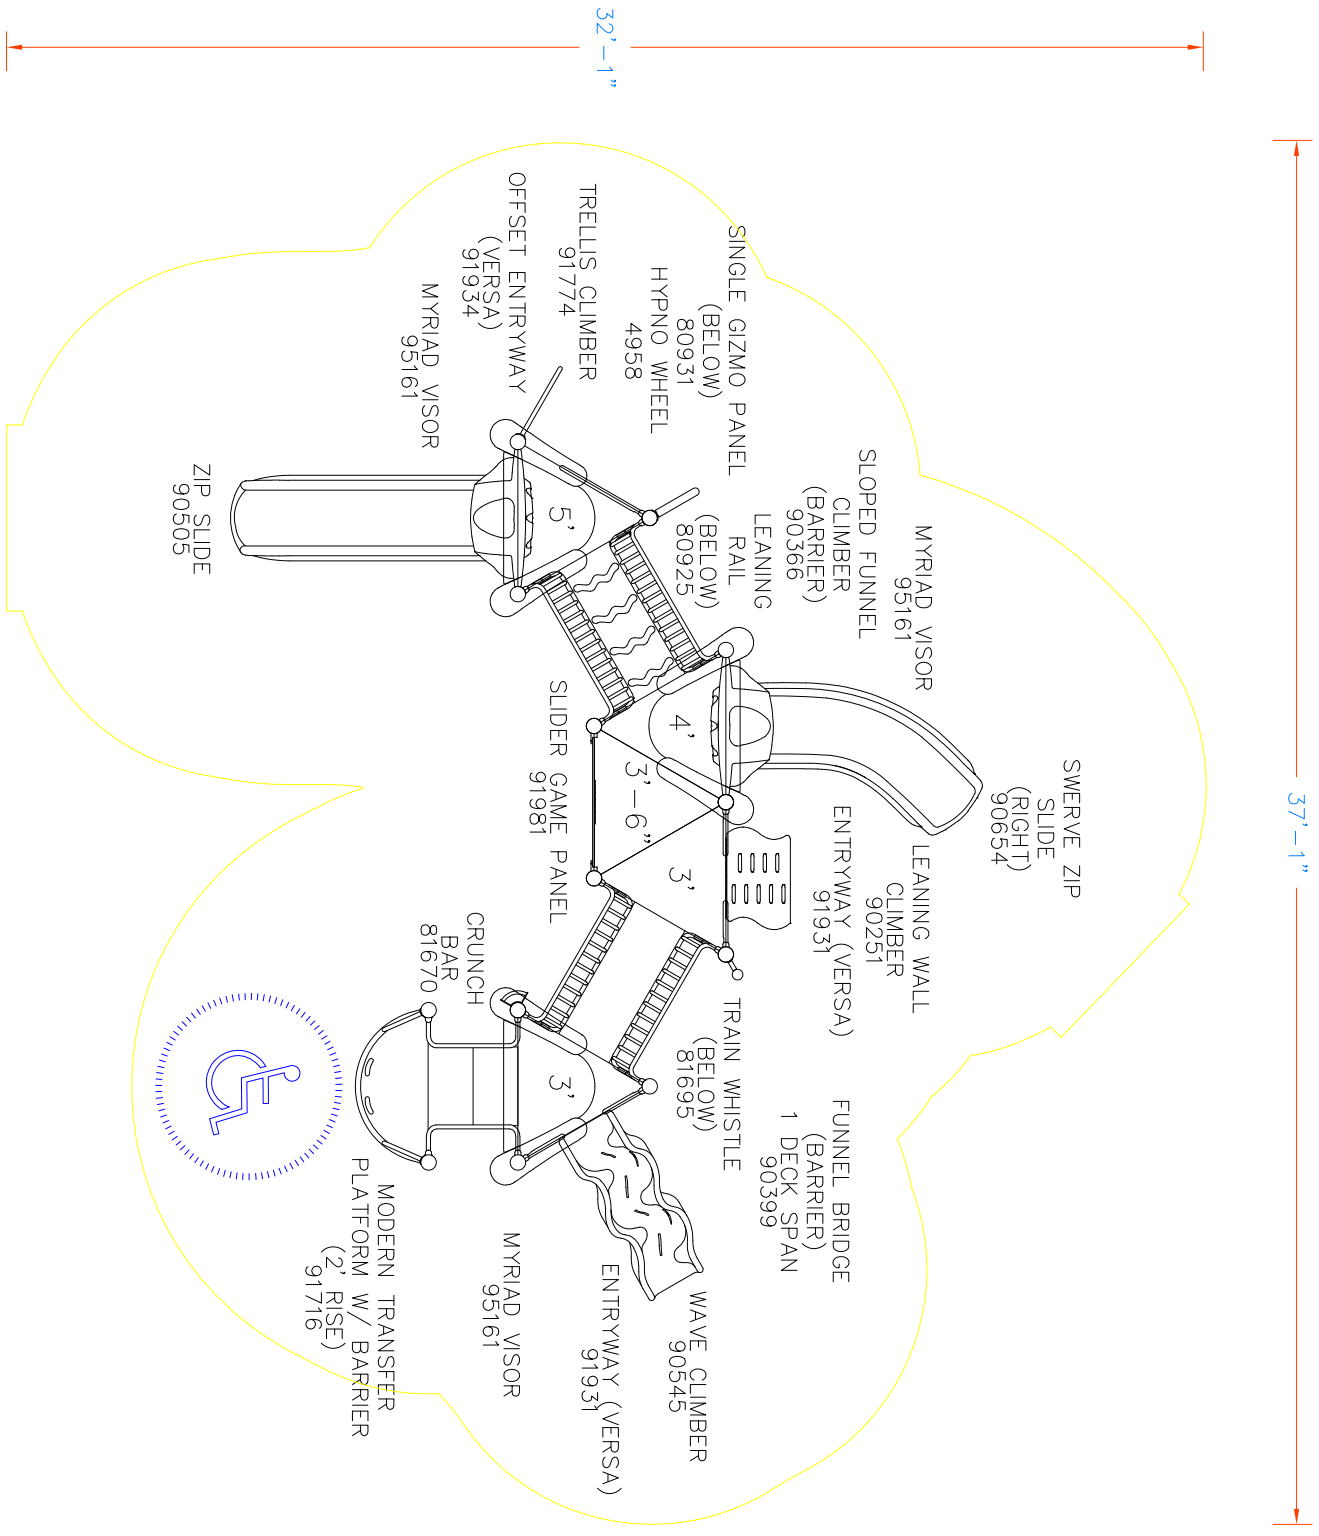 37'-1"
32'-1"
SWERVE ZIP
SLIDE
(RIGHT)
90654
MYRIAD VISOR
95161
LEANING WALL
CLIMBER
90251
SLOPED FUNNEL
CLIMBER
(BARRIER)
90366
ENTRYWAY (VERSA)
91931
FUNNEL BRIDGE
(BARRIER)
1 DECK SPAN
90399
LEANING
RAIL
(BELOW)
80925
SINGLE GIZMO PANEL
(BELOW)
80931
TRAIN WHISTLE
(BELOW)
81695
HYPNO WHEEL
4958
WAVE CLIMBER
90545
TRELLIS CLIMBER
91774
ENTRYWAY (VERSA)
91931
OFFSET ENTRYWAY
(VERSA)
91934
SLIDER GAME PANEL
91981
MYRIAD VISOR
95161
MYRIAD VISOR
95161
CRUNCH
BAR
81670
MODERN TRANSFER
PLATFORM W/ BARRIER
(2' RISE)
91716
ZIP SLIDE
90505
5'
4'
3'-6"
3'
3'